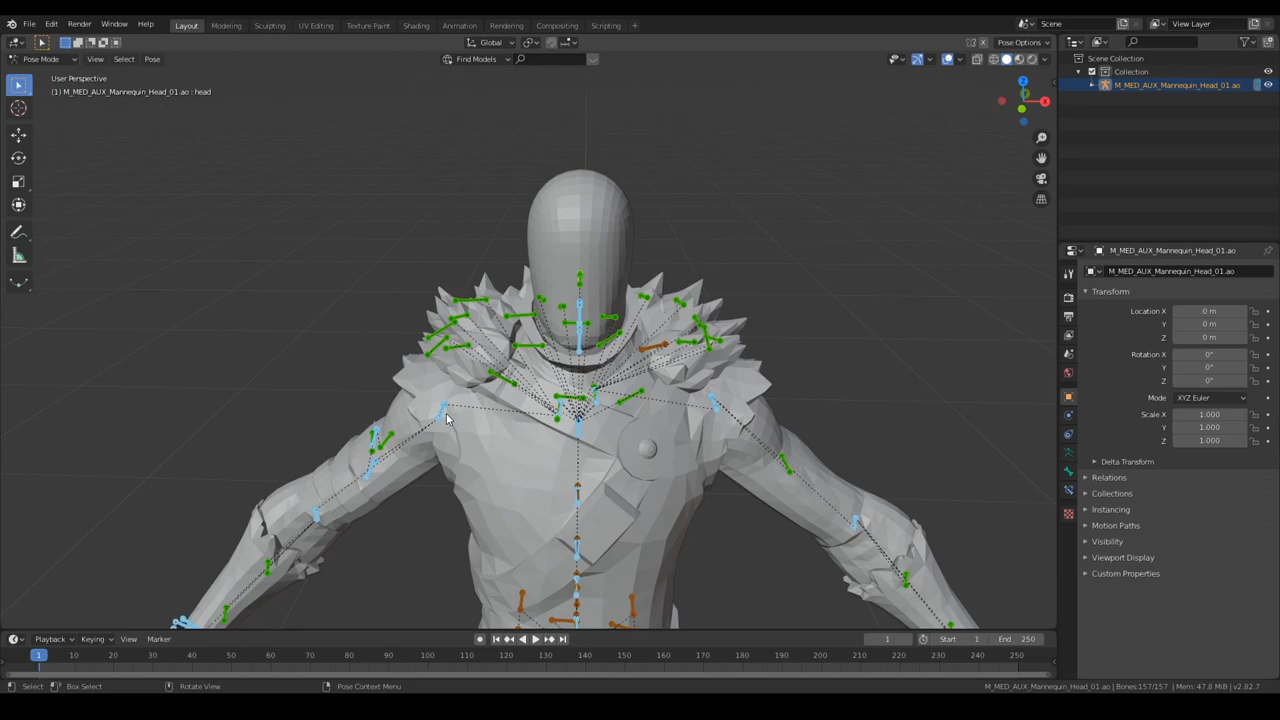 File Edit Render Window Help Layout Modeling Sculpting UV Editing Texture Paint Shading Animation Rendering Compositing Scripting + Scene View Layer
Global Pose Options
Pose Mode View Select Pose Find Models
User Perspective
(1) M_MED_AUX_Mannequin_Head_01.ao : head
Z
X
Scene Collection
Collection
M_MED_AUX_Mannequin_Head_01.ao
M_MED_AUX_Mannequin_Head_01.ao
M_MED_AUX_Mannequin_Head_01.ao
Transform
Location X 0 m
Y 0 m
Z 0 m
Rotation X 0°
Y 0°
Z 0°
Mode XYZ Euler
Scale X 1.000
Y 1.000
Z 1.000
Delta Transform
Relations
Collections
Instancing
Motion Paths
Visibility
Viewport Display
Custom Properties
Playback Keying View Marker 1 Start 1 End 250
1 10 20 30 40 50 60 70 80 90 100 110 120 130 140 150 160 170 180 190 200 210 220 230 240 250
Select Box Select Rotate View Pose Context Menu M_MED_AUX_Mannequin_Head_01.ao | Bones:157/157 | Mem: 47.8 MiB | v2.82.7